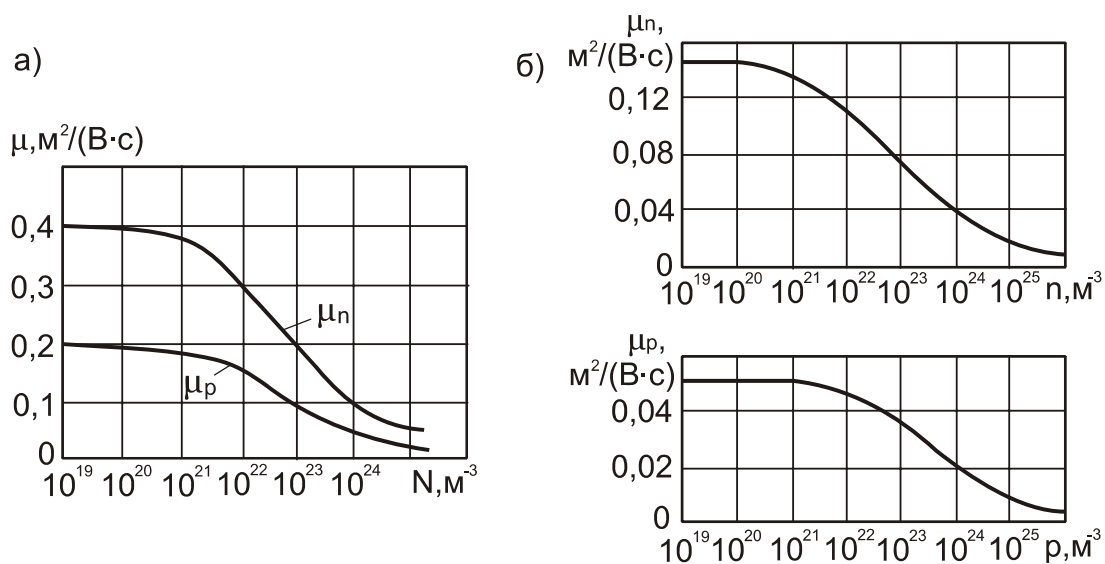 а)
μ,м²/(В·с)
0,4
0,3
0,2
0,1
0
μn
μp
10¹⁹ 10²⁰ 10²¹ 10²² 10²³ 10²⁴ N,м⁻³
б)
μn,
м²/(В·с)
0,12
0,08
0,04
0
10¹⁹ 10²⁰ 10²¹ 10²² 10²³ 10²⁴ 10²⁵ n,м⁻³
μp,
м²/(В·с)
0,04
0,02
0
10¹⁹ 10²⁰ 10²¹ 10²² 10²³ 10²⁴ 10²⁵ p,м⁻³